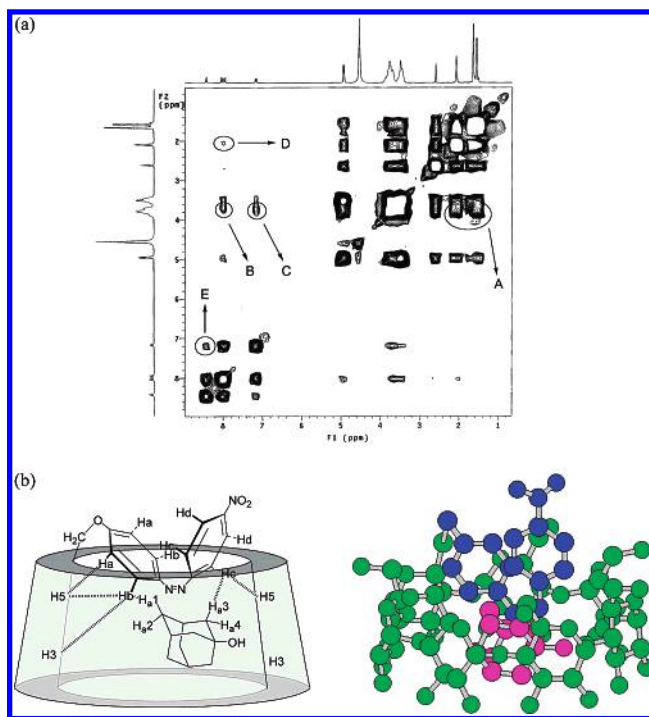 (a)
F2
(ppm)
2
3
4
5
6
7
8
D
B
C
A
E
8
7
6
5
4
3
2
1
F1 (ppm)
(b)
NO2
Hd
O
Ha
H2C
Hc
Hd
Hb
Ha
Hc
N=N
H5
Hb
Ha1
Ha3
H5
Ha2
Ha4
OH
H3
H3